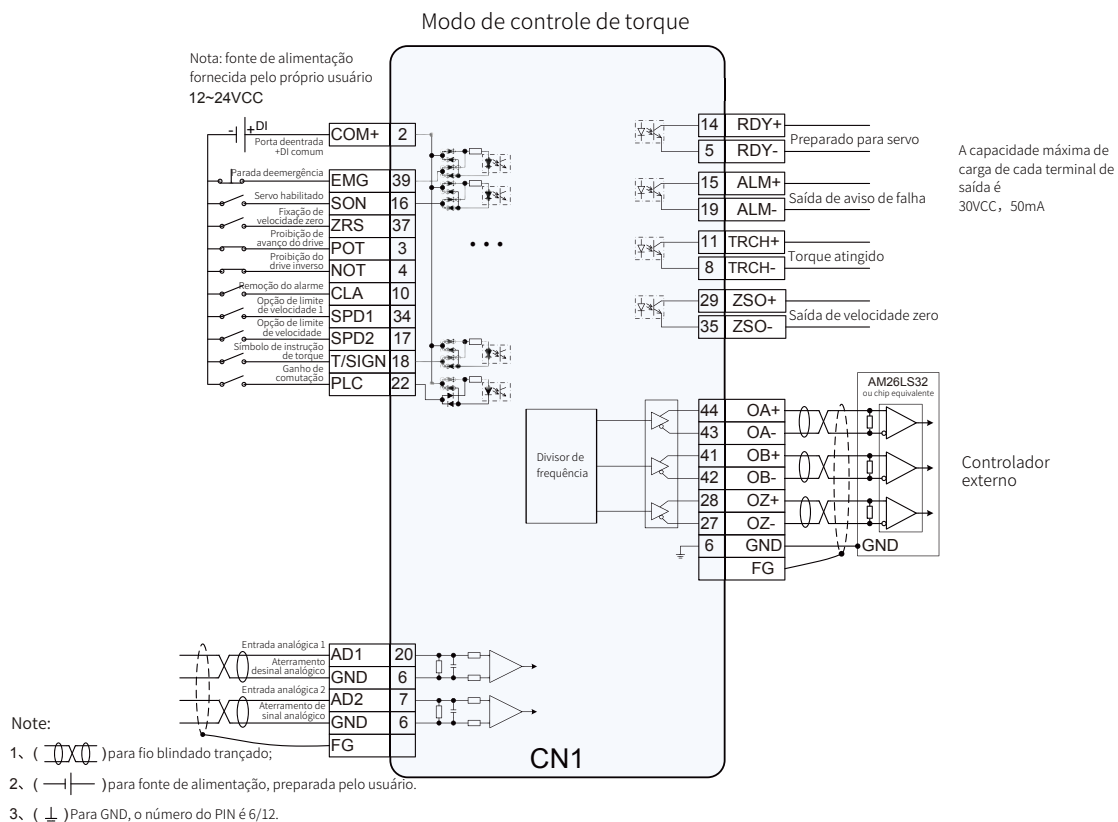 Modo de controle de torque
Nota: fonte de alimentação
fornecida pelo próprio usuário
12~24VCC
- +DI
Porta deentrada
+DI comum
COM+ 2
Parada deemergência
EMG 39
Servo habilitado
SON 16
Fixação de
velocidade zero
ZRS 37
Proibição de
avanço do drive
POT 3
Proibição do
drive inverso
NOT 4
Remoção do alarme
CLA 10
Opção de limite
de velocidade 1
SPD1 34
Opção de limite
de velocidade
SPD2 17
Símbolo de instrução
de torque
T/SIGN 18
Ganho de
comutação
PLC 22
14 RDY+
Preparado para servo
5 RDY-
15 ALM+
Saída de aviso de falha
19 ALM-
11 TRCH+
Torque atingido
8 TRCH-
29 ZSO+
Saída de velocidade zero
35 ZSO-
A capacidade máxima de
carga de cada terminal de
saída é
30VCC，50mA
AM26LS32
ou chip equivalente
Divisor de
frequência
44 OA+
43 OA-
41 OB+
42 OB-
28 OZ+
27 OZ-
6 GND
GND
FG
Controlador
externo
Entrada analógica 1
AD1 20
Aterramento
desinal analógico
GND 6
Entrada analógica 2
AD2 7
Aterramento de
sinal analógico
GND 6
FG
CN1
Note:
1、( )para fio blindado trançado;
2、( )para fonte de alimentação, preparada pelo usuário.
3、( )Para GND, o número do PIN é 6/12.